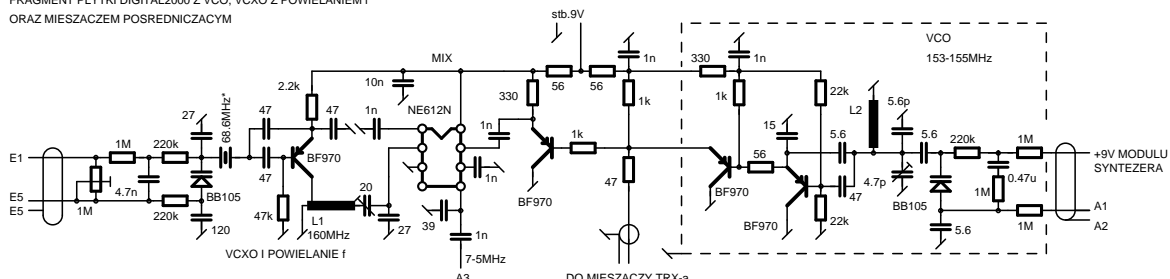 FRAGMENT PŁYTKI DIGITAL2000 Z VCO, VCXO Z POWIELANIEM f
ORAZ MIESZACZEM POSREDNICZACYM
stb.9V
VCO
153-155MHz
MIX
1n
1n
10n
2.2k
330
56
56
330
1k
1k
22k
L2
5.6p
27
68.6MHz*
47
47
1n
NE612N
1n
15
5.6
5.6
220k
1M
+9V MODULU
SYNTEZERA
E1
1M
220k
BF970
1k
56
E5
E5
4.7n
BB105
47
1n
47
BF970
47
4.7p
BB105
0.47u
1M
1M
220k
47k
L1
20
BF970
BF970
22k
A1
A2
120
160MHz
27
39
5.6
1M
VCXO I POWIELANIE f
1n
7-5MHz
A3
DO MIESZACZY TRX-a